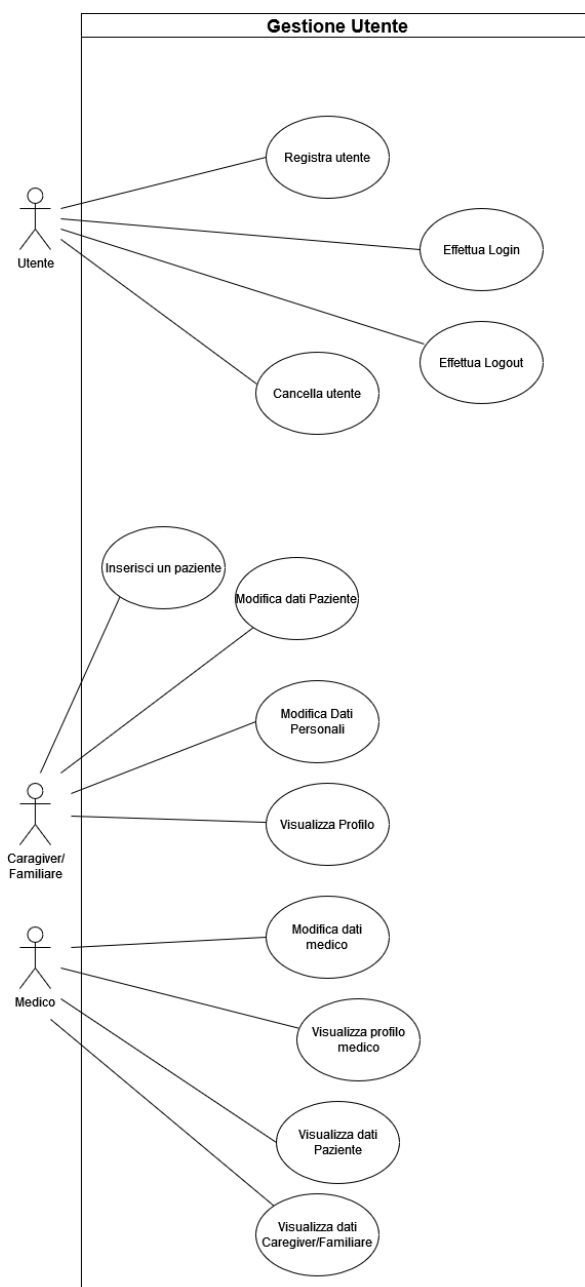 Gestione Utente
Registra utente
Effettua Login
Utente
Effettua Logout
Cancella utente
Inserisci un paziente
Modifica dati Paziente
Modifica Dati
Personali
Visualizza Profilo
Caragiver/
Familiare
Modifica dati
medico
Medico
Visualizza profilo
medico
Visualizza dati
Paziente
Visualizza dati
Caregiver/Familiare